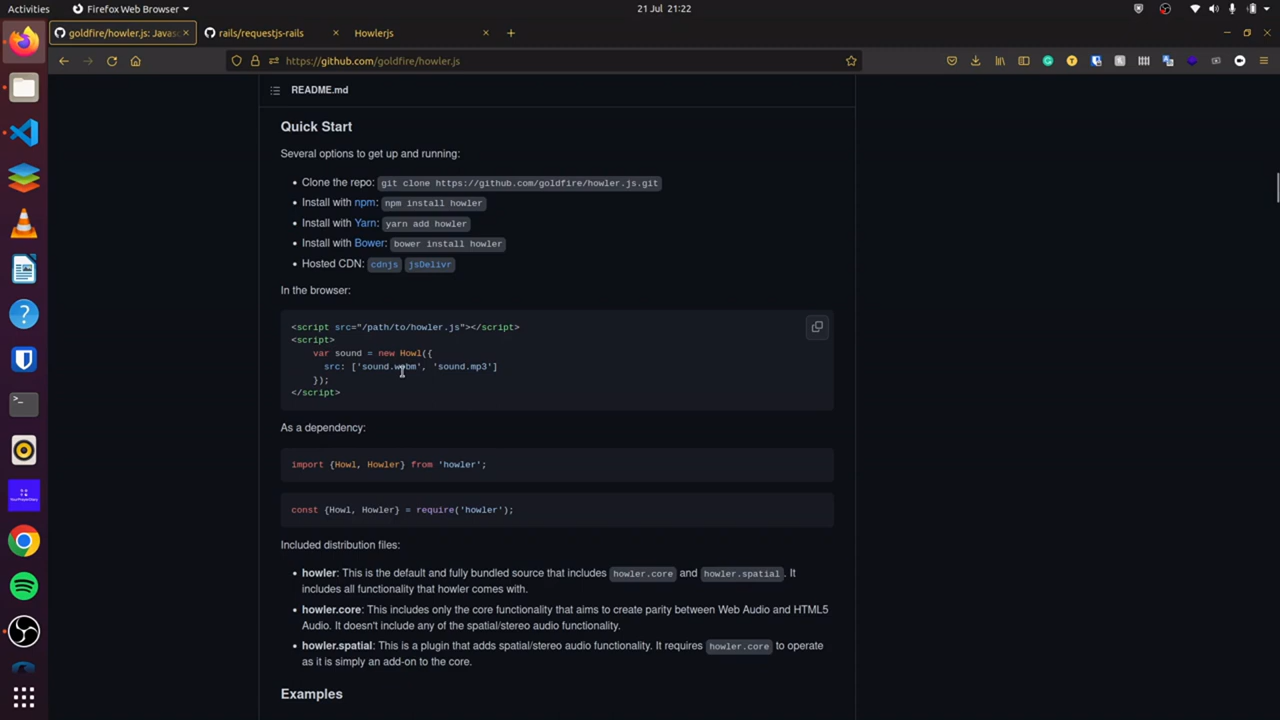 Activities
Firefox Web Browser
21 Jul 21:22
goldfire/howler.js: Javasc
rails/requestjs-rails
Howlerjs
https://github.com/goldfire/howler.js
README.md
Quick Start
Several options to get up and running:
• Clone the repo: git clone https://github.com/goldfire/howler.js.git
• Install with npm: npm install howler
• Install with Yarn: yarn add howler
• Install with Bower: bower install howler
• Hosted CDN: cdnjs jsDelivr
In the browser:
<script src="/path/to/howler.js"></script>
<script>
var sound = new Howl({
src: ['sound.webm', 'sound.mp3']
});
</script>
As a dependency:
import {Howl, Howler} from 'howler';
const {Howl, Howler} = require('howler');
Included distribution files:
• howler: This is the default and fully bundled source that includes howler.core and howler.spatial. It
includes all functionality that howler comes with.
• howler.core: This includes only the core functionality that aims to create parity between Web Audio and HTML5
Audio. It doesn't include any of the spatial/stereo audio functionality.
• howler.spatial: This is a plugin that adds spatial/stereo audio functionality. It requires howler.core to operate
as it is simply an add-on to the core.
Examples